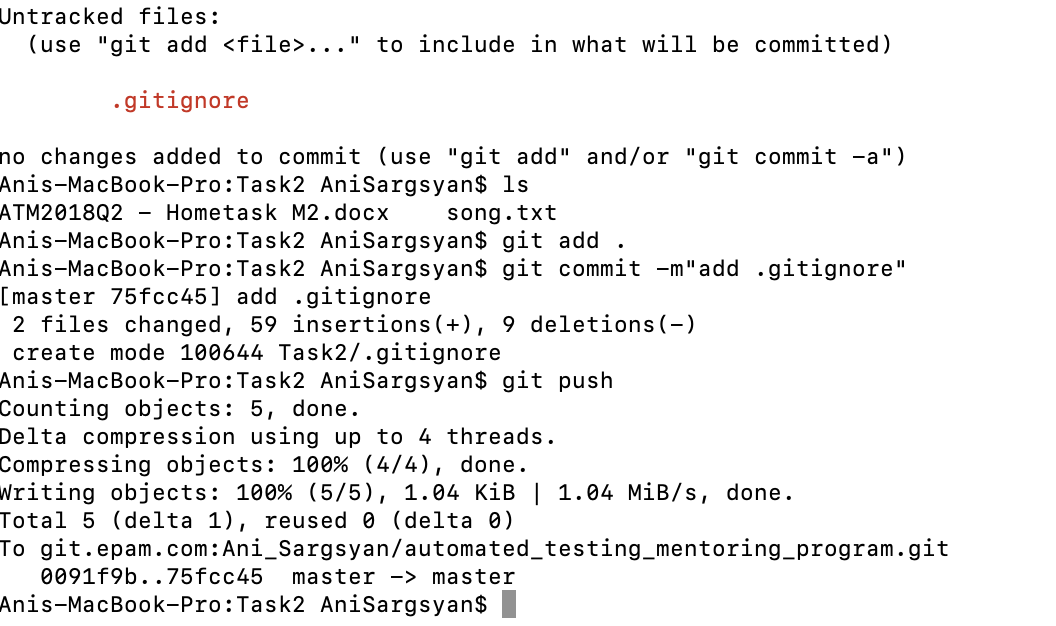 Untracked files:
(use "git add <file>..." to include in what will be committed)
.gitignore
no changes added to commit (use "git add" and/or "git commit -a")
Anis-MacBook-Pro:Task2 AniSargsyan$ ls
ATM2018Q2 - Hometask M2.docx    song.txt
Anis-MacBook-Pro:Task2 AniSargsyan$ git add .
Anis-MacBook-Pro:Task2 AniSargsyan$ git commit -m"add .gitignore"
[master 75fcc45] add .gitignore
2 files changed, 59 insertions(+), 9 deletions(-)
create mode 100644 Task2/.gitignore
Anis-MacBook-Pro:Task2 AniSargsyan$ git push
Counting objects: 5, done.
Delta compression using up to 4 threads.
Compressing objects: 100% (4/4), done.
Writing objects: 100% (5/5), 1.04 KiB | 1.04 MiB/s, done.
Total 5 (delta 1), reused 0 (delta 0)
To git.epam.com:Ani_Sargsyan/automated_testing_mentoring_program.git
0091f9b..75fcc45  master -> master
Anis-MacBook-Pro:Task2 AniSargsyan$